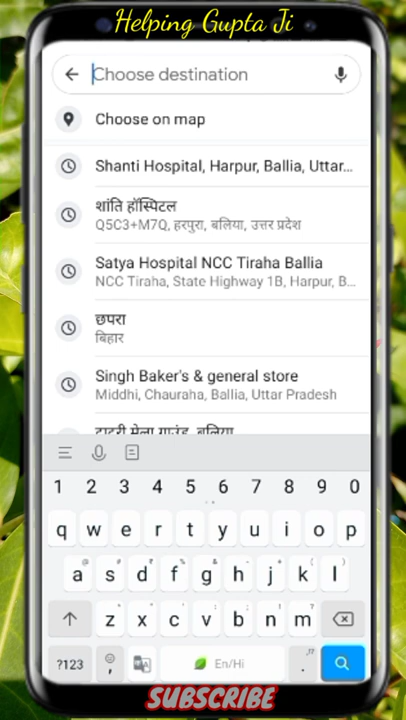 Helping Gupta Ji
Choose destination
Choose on map
Shanti Hospital, Harpur, Ballia, Uttar...
शांति हॉस्पिटल
Q5C3+M7Q, हरपुरा, बलिया, उत्तर प्रदेश
Satya Hospital NCC Tiraha Ballia
NCC Tiraha, State Highway 1B, Harpur, B...
छपरा
बिहार
Singh Baker's & general store
Middhi, Chauraha, Ballia, Uttar Pradesh
1 2 3 4 5 6 7 8 9 0
q w e r t y u i o p
a s d f g h j k l
z x c v b n m
?123 , En/Hi .
SUBSCRIBE